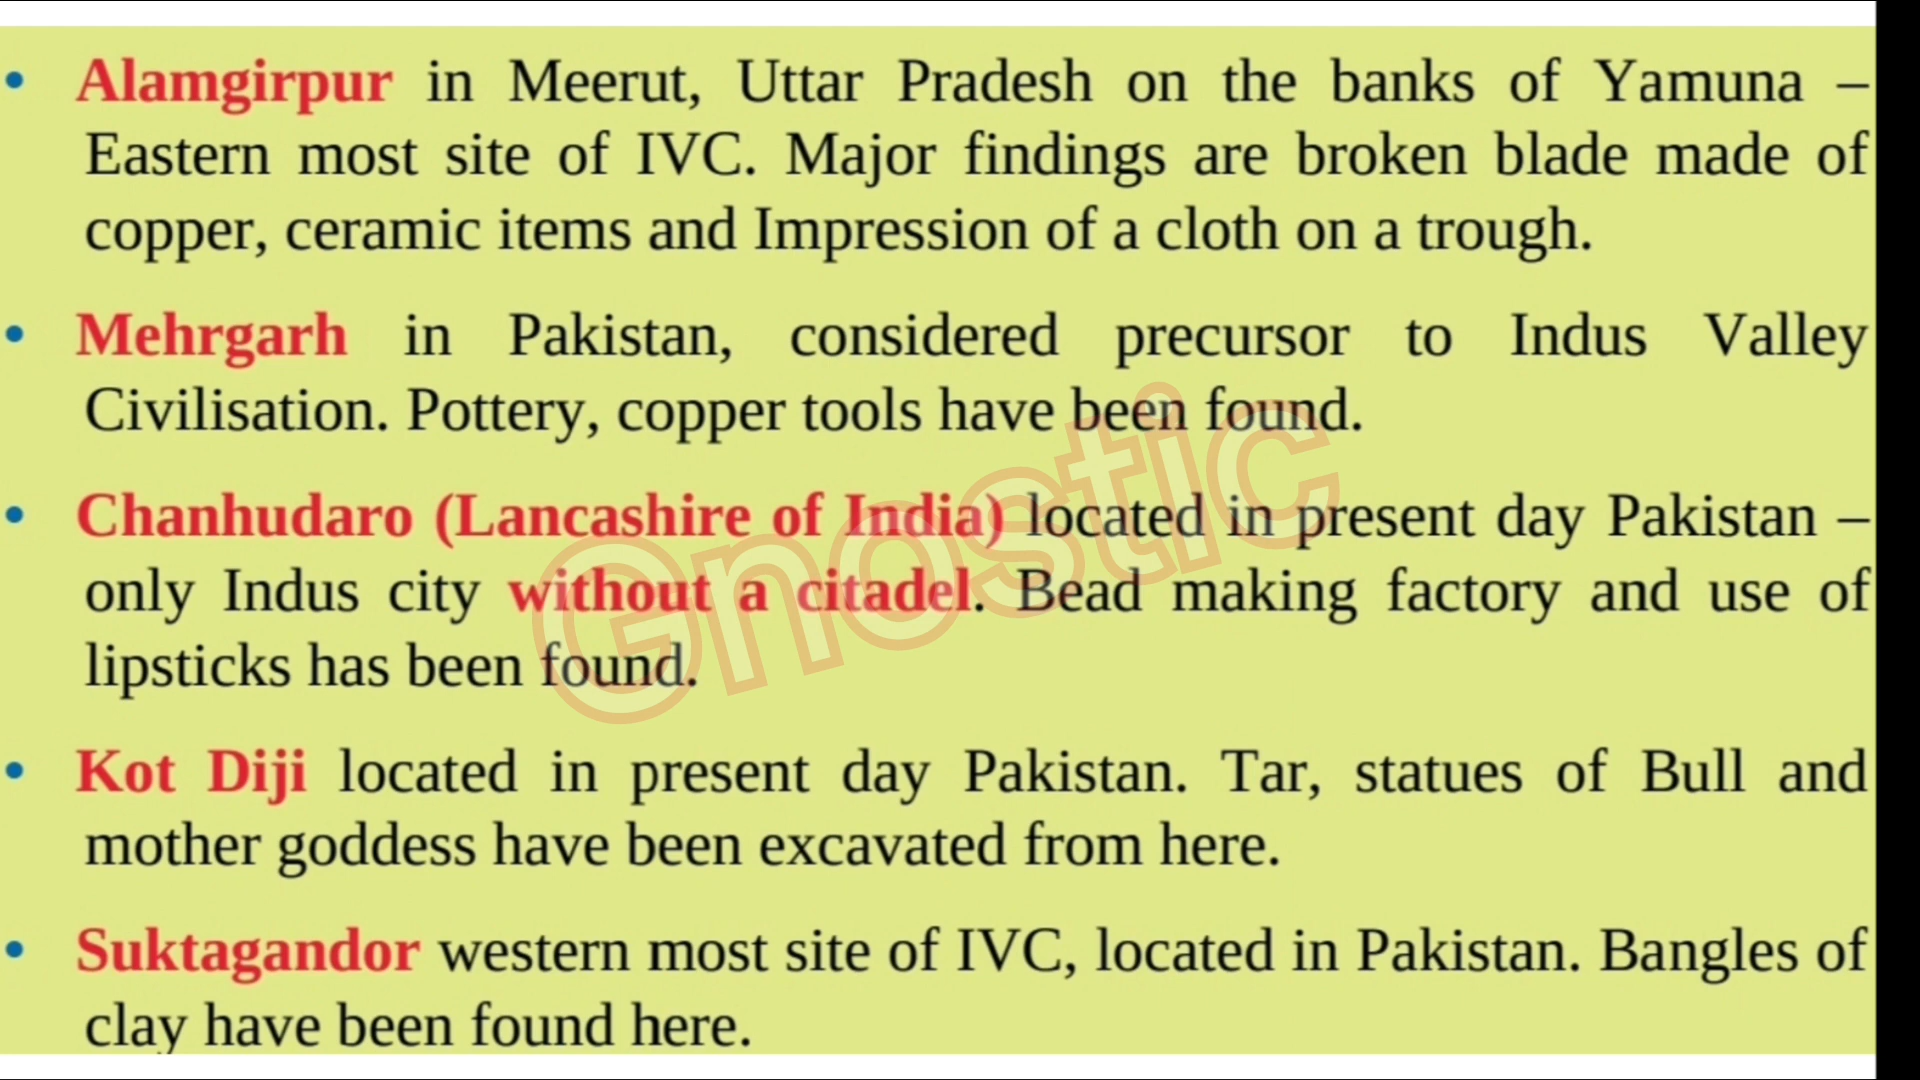 • Alamgirpur in Meerut, Uttar Pradesh on the banks of Yamuna –
Eastern most site of IVC. Major findings are broken blade made of
copper, ceramic items and Impression of a cloth on a trough.
• Mehrgarh in Pakistan, considered precursor to Indus Valley
Civilisation. Pottery, copper tools have been found.
• Chanhudaro (Lancashire of India) located in present day Pakistan –
only Indus city without a citadel. Bead making factory and use of
lipsticks has been found.
• Kot Diji located in present day Pakistan. Tar, statues of Bull and
mother goddess have been excavated from here.
• Suktagandor western most site of IVC, located in Pakistan. Bangles of
clay have been found here.
Gnostic